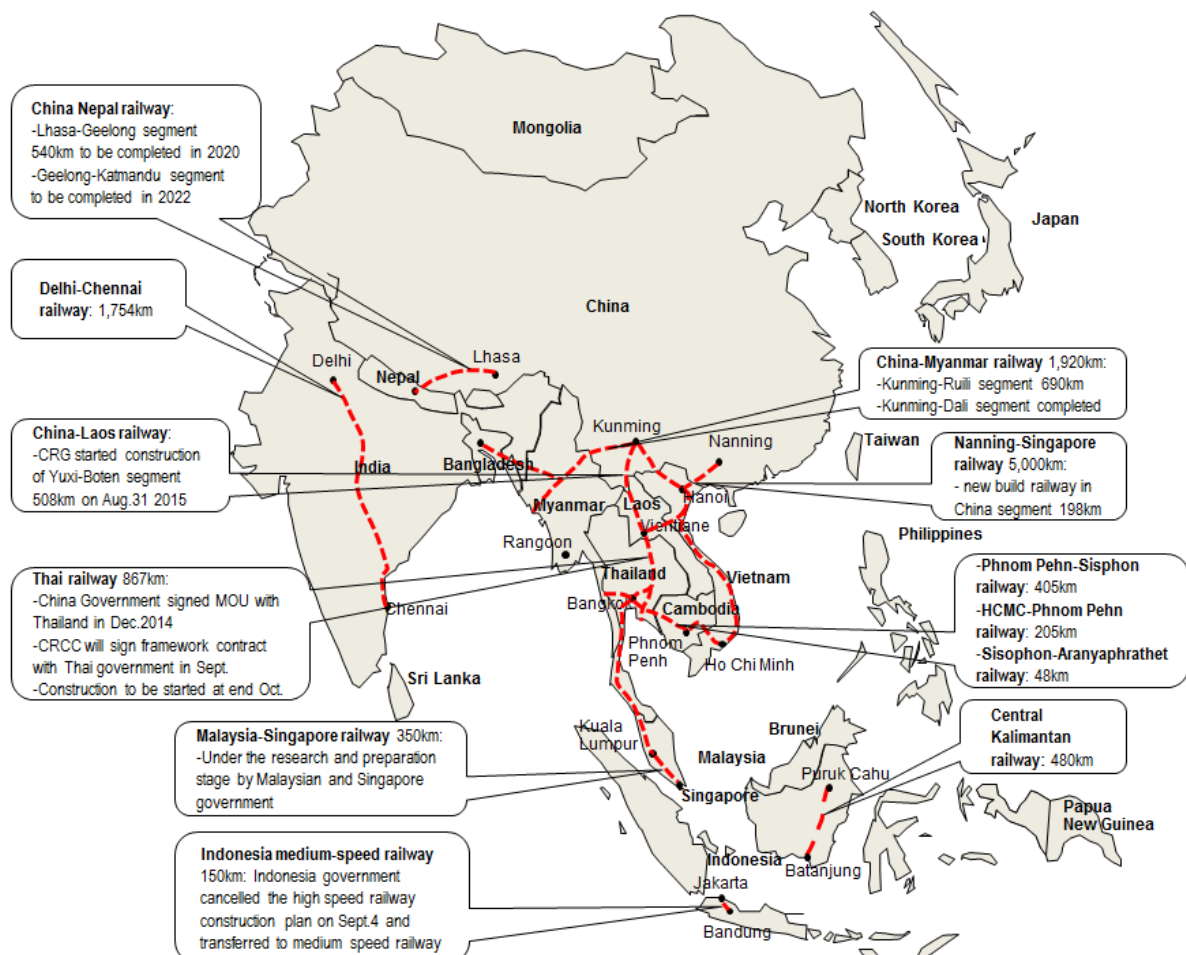 China Nepal railway:
-Lhasa-Geelong segment
540km to be completed in 2020
-Geelong-Katmandu segment
to be completed in 2022
Mongolia
North Korea
South Korea
Japan
Delhi-Chennai
railway: 1,754km
China
Delhi
Lhasa
Nepal
China-Myanmar railway 1,920km:
-Kunming-Ruili segment 690km
-Kunming-Dali segment completed
China-Laos railway:
-CRG started construction
of Yuxi-Boten segment
508km on Aug.31 2015
Kunming
Nanning
Taiwan
Nanning-Singapore
railway 5,000km:
- new build railway in
China segment 198km
India
Bangladesh
Myanmar
Laos
Hanoi
Vientiane
Rangoon
Philippines
Thai railway 867km:
-China Government signed MOU with
Thailand in Dec.2014
-CRCC will sign framework contract
with Thai government in Sept.
-Construction to be started at end Oct.
Chennai
Thailand
Vietnam
Bangkok
Cambodia
Phnom
Penh
Ho Chi Minh
-Phnom Pehn-Sisphon
railway: 405km
-HCMC-Phnom Pehn
railway: 205km
-Sisophon-Aranyaphrathet
railway: 48km
Sri Lanka
Malaysia-Singapore railway 350km:
-Under the research and preparation
stage by Malaysian and Singapore
government
Kuala
Lumpur
Malaysia
Brunei
Puruk Cahu
Central
Kalimantan
railway: 480km
Singapore
Papua
New Guinea
Indonesia medium-speed railway
150km: Indonesia government
cancelled the high speed railway
construction plan on Sept.4 and
transferred to medium speed railway
Indonesia
Batanjung
Jakarta
Bandung